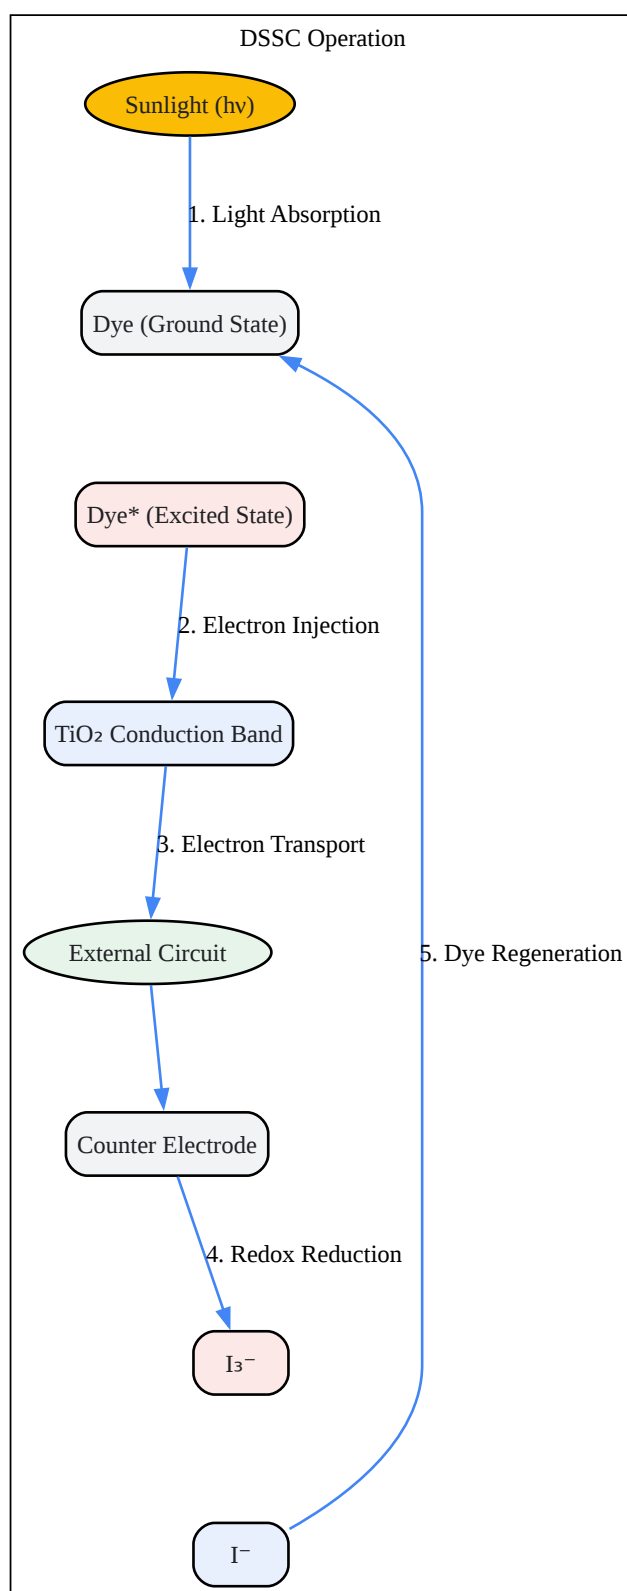 DSSC Operation
Sunlight (hν)
1. Light Absorption
Dye (Ground State)
Dye* (Excited State)
2. Electron Injection
TiO₂ Conduction Band
3. Electron Transport
External Circuit
5. Dye Regeneration
Counter Electrode
4. Redox Reduction
I₃⁻
I⁻